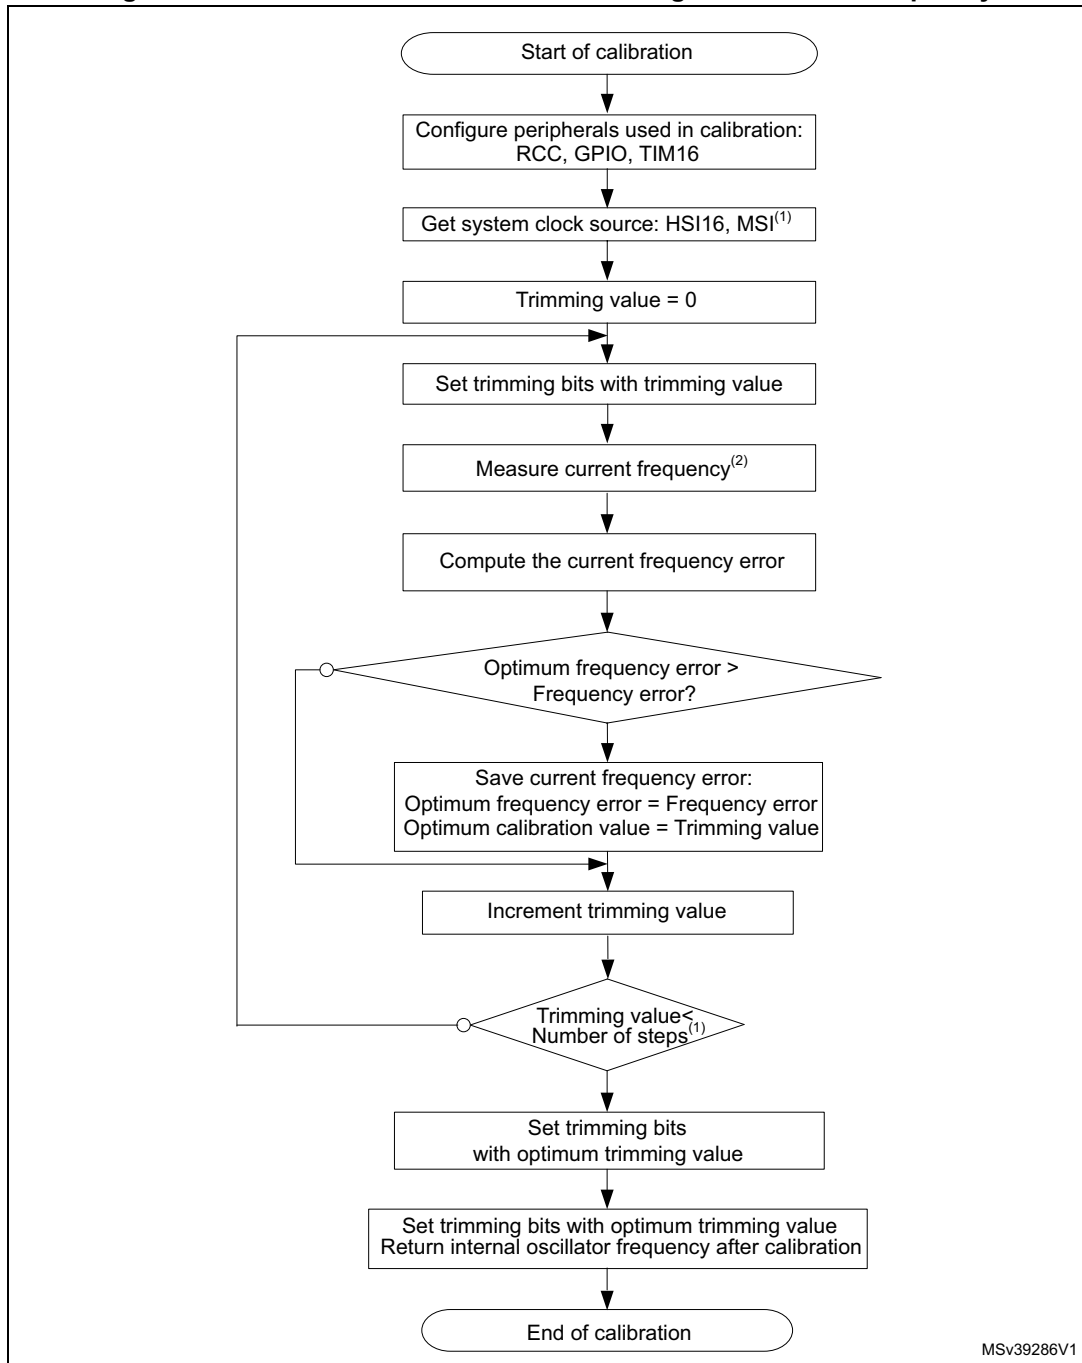 Start of calibration
Configure peripherals used in calibration:
RCC, GPIO, TIM16
Get system clock source: HSI16, MSI(1)
Trimming value = 0
Set trimming bits with trimming value
Measure current frequency(2)
Compute the current frequency error
Optimum frequency error >
Frequency error?
Save current frequency error:
Optimum frequency error = Frequency error
Optimum calibration value = Trimming value
Increment trimming value
Trimming value<
Number of steps(1)
Set trimming bits
with optimum trimming value
Set trimming bits with optimum trimming value
Return internal oscillator frequency after calibration
End of calibration
MSv39286V1